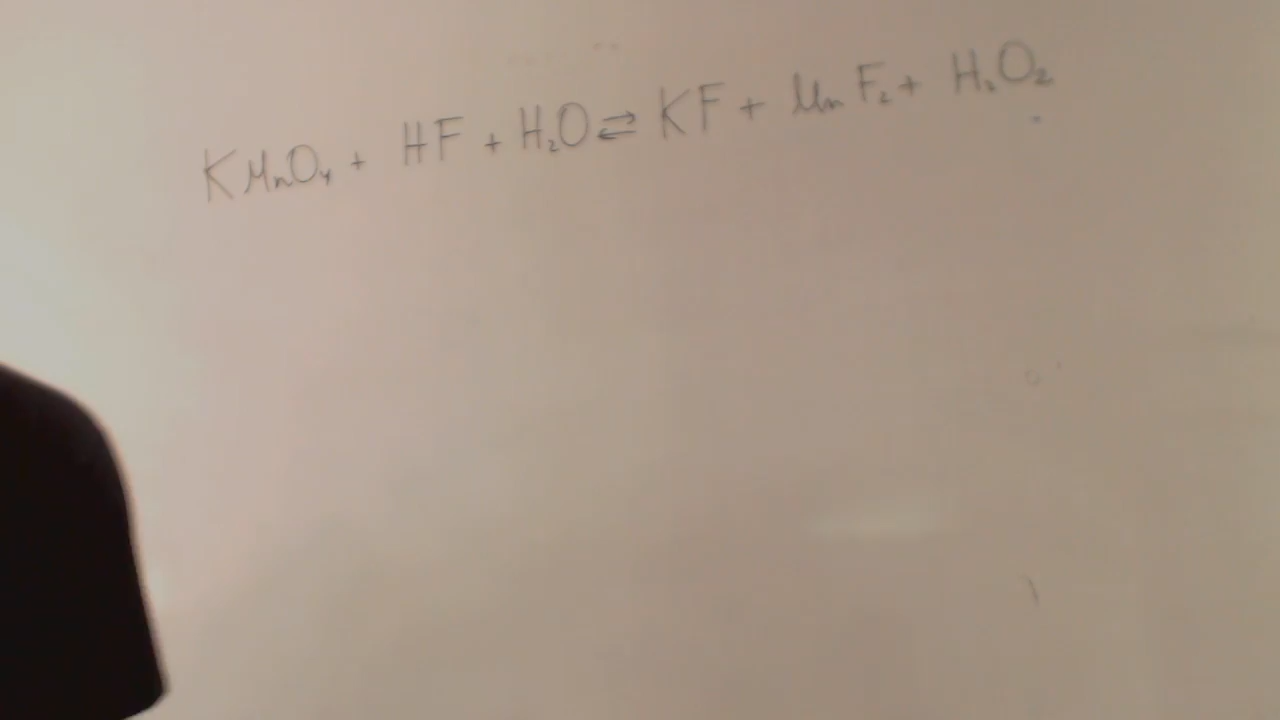 KMnO₄ + HF + H₂O ⇄ KF + MnF₂ + H₂O₂